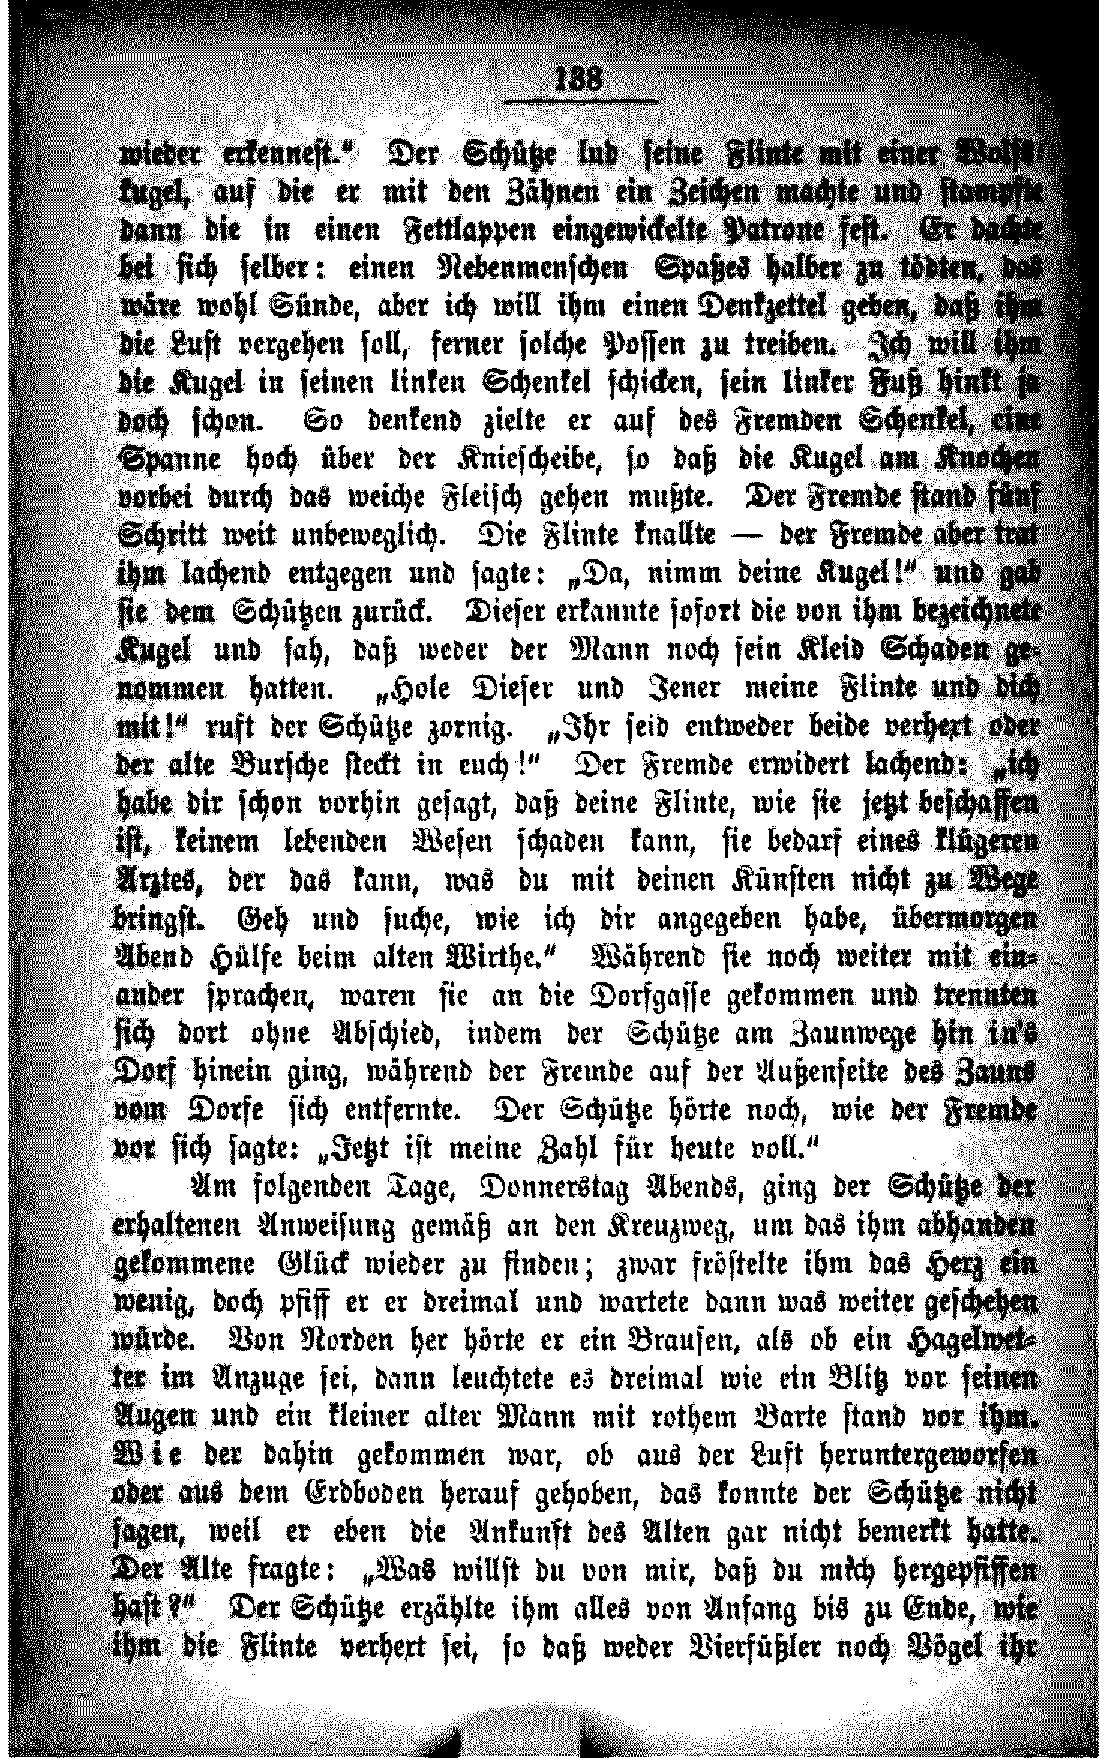 138
wieder erkennest.“ Der Schütze lud seine Flinte mit einer Wolfs-
kugel, auf die er mit den Zähnen ein Zeichen machte und stampfte
dann die in einen Fettlappen eingewickelte Patrone fest. Er dachte
bei sich selber: einen Nebenmenschen Spaßes halber zu tödten, das
wäre wohl Sünde, aber ich will ihm einen Denkzettel geben, daß ihm
die Lust vergehen soll, ferner solche Possen zu treiben. Ich will ihm
die Kugel in seinen linken Schenkel schicken, sein linker Fuß hinkt ja
doch schon. So denkend zielte er auf des Fremden Schenkel, eine
Spanne hoch über der Kniescheibe, so daß die Kugel am Knochen
vorbei durch das weiche Fleisch gehen mußte. Der Fremde stand fünf
Schritt weit unbeweglich. Die Flinte knallte — der Fremde aber trat
ihm lachend entgegen und sagte: „Da, nimm deine Kugel!“ und gab
sie dem Schützen zurück. Dieser erkannte sofort die von ihm bezeichnete
Kugel und sah, daß weder der Mann noch sein Kleid Schaden ge-
nommen hatten. „Hole Dieser und Jener meine Flinte und dich
mit!“ ruft der Schütze zornig. „Ihr seid entweder beide verhext oder
der alte Bursche steckt in euch!“ Der Fremde erwidert lachend: „ich
habe dir schon vorhin gesagt, daß deine Flinte, wie sie jetzt beschaffen
ist, keinem lebenden Wesen schaden kann, sie bedarf eines klügeren
Arztes, der das kann, was du mit deinen Künsten nicht zu Wege
bringst. Geh und suche, wie ich dir angegeben habe, übermorgen
Abend Hülfe beim alten Wirthe.“ Während sie noch weiter mit ein-
ander sprachen, waren sie an die Dorfgasse gekommen und trennten
sich dort ohne Abschied, indem der Schütze am Zaunwege hin in's
Dorf hinein ging, während der Fremde auf der Außenseite des Zauns
vom Dorfe sich entfernte. Der Schütze hörte noch, wie der Fremde
vor sich sagte: „Jetzt ist meine Zahl für heute voll.“
Am folgenden Tage, Donnerstag Abends, ging der Schütze der
erhaltenen Anweisung gemäß an den Kreuzweg, um das ihm abhanden
gekommene Glück wieder zu finden; zwar fröstelte ihm das Herz ein
wenig, doch pfiff er er dreimal und wartete dann was weiter geschehen
würde. Von Norden her hörte er ein Brausen, als ob ein Hagelwet-
ter im Anzuge sei, dann leuchtete es dreimal wie ein Blitz vor seinen
Augen und ein kleiner alter Mann mit rothem Barte stand vor ihm.
Wie der dahin gekommen war, ob aus der Luft heruntergeworfen
oder aus dem Erdboden herauf gehoben, das konnte der Schütze nicht
sagen, weil er eben die Ankunft des Alten gar nicht bemerkt hatte.
Der Alte fragte: „Was willst du von mir, daß du mich hergepfiffen
hast?“ Der Schütze erzählte ihm alles von Anfang bis zu Ende, wie
ihm die Flinte verhext sei, so daß weder Vierfüßler noch Vögel ihr